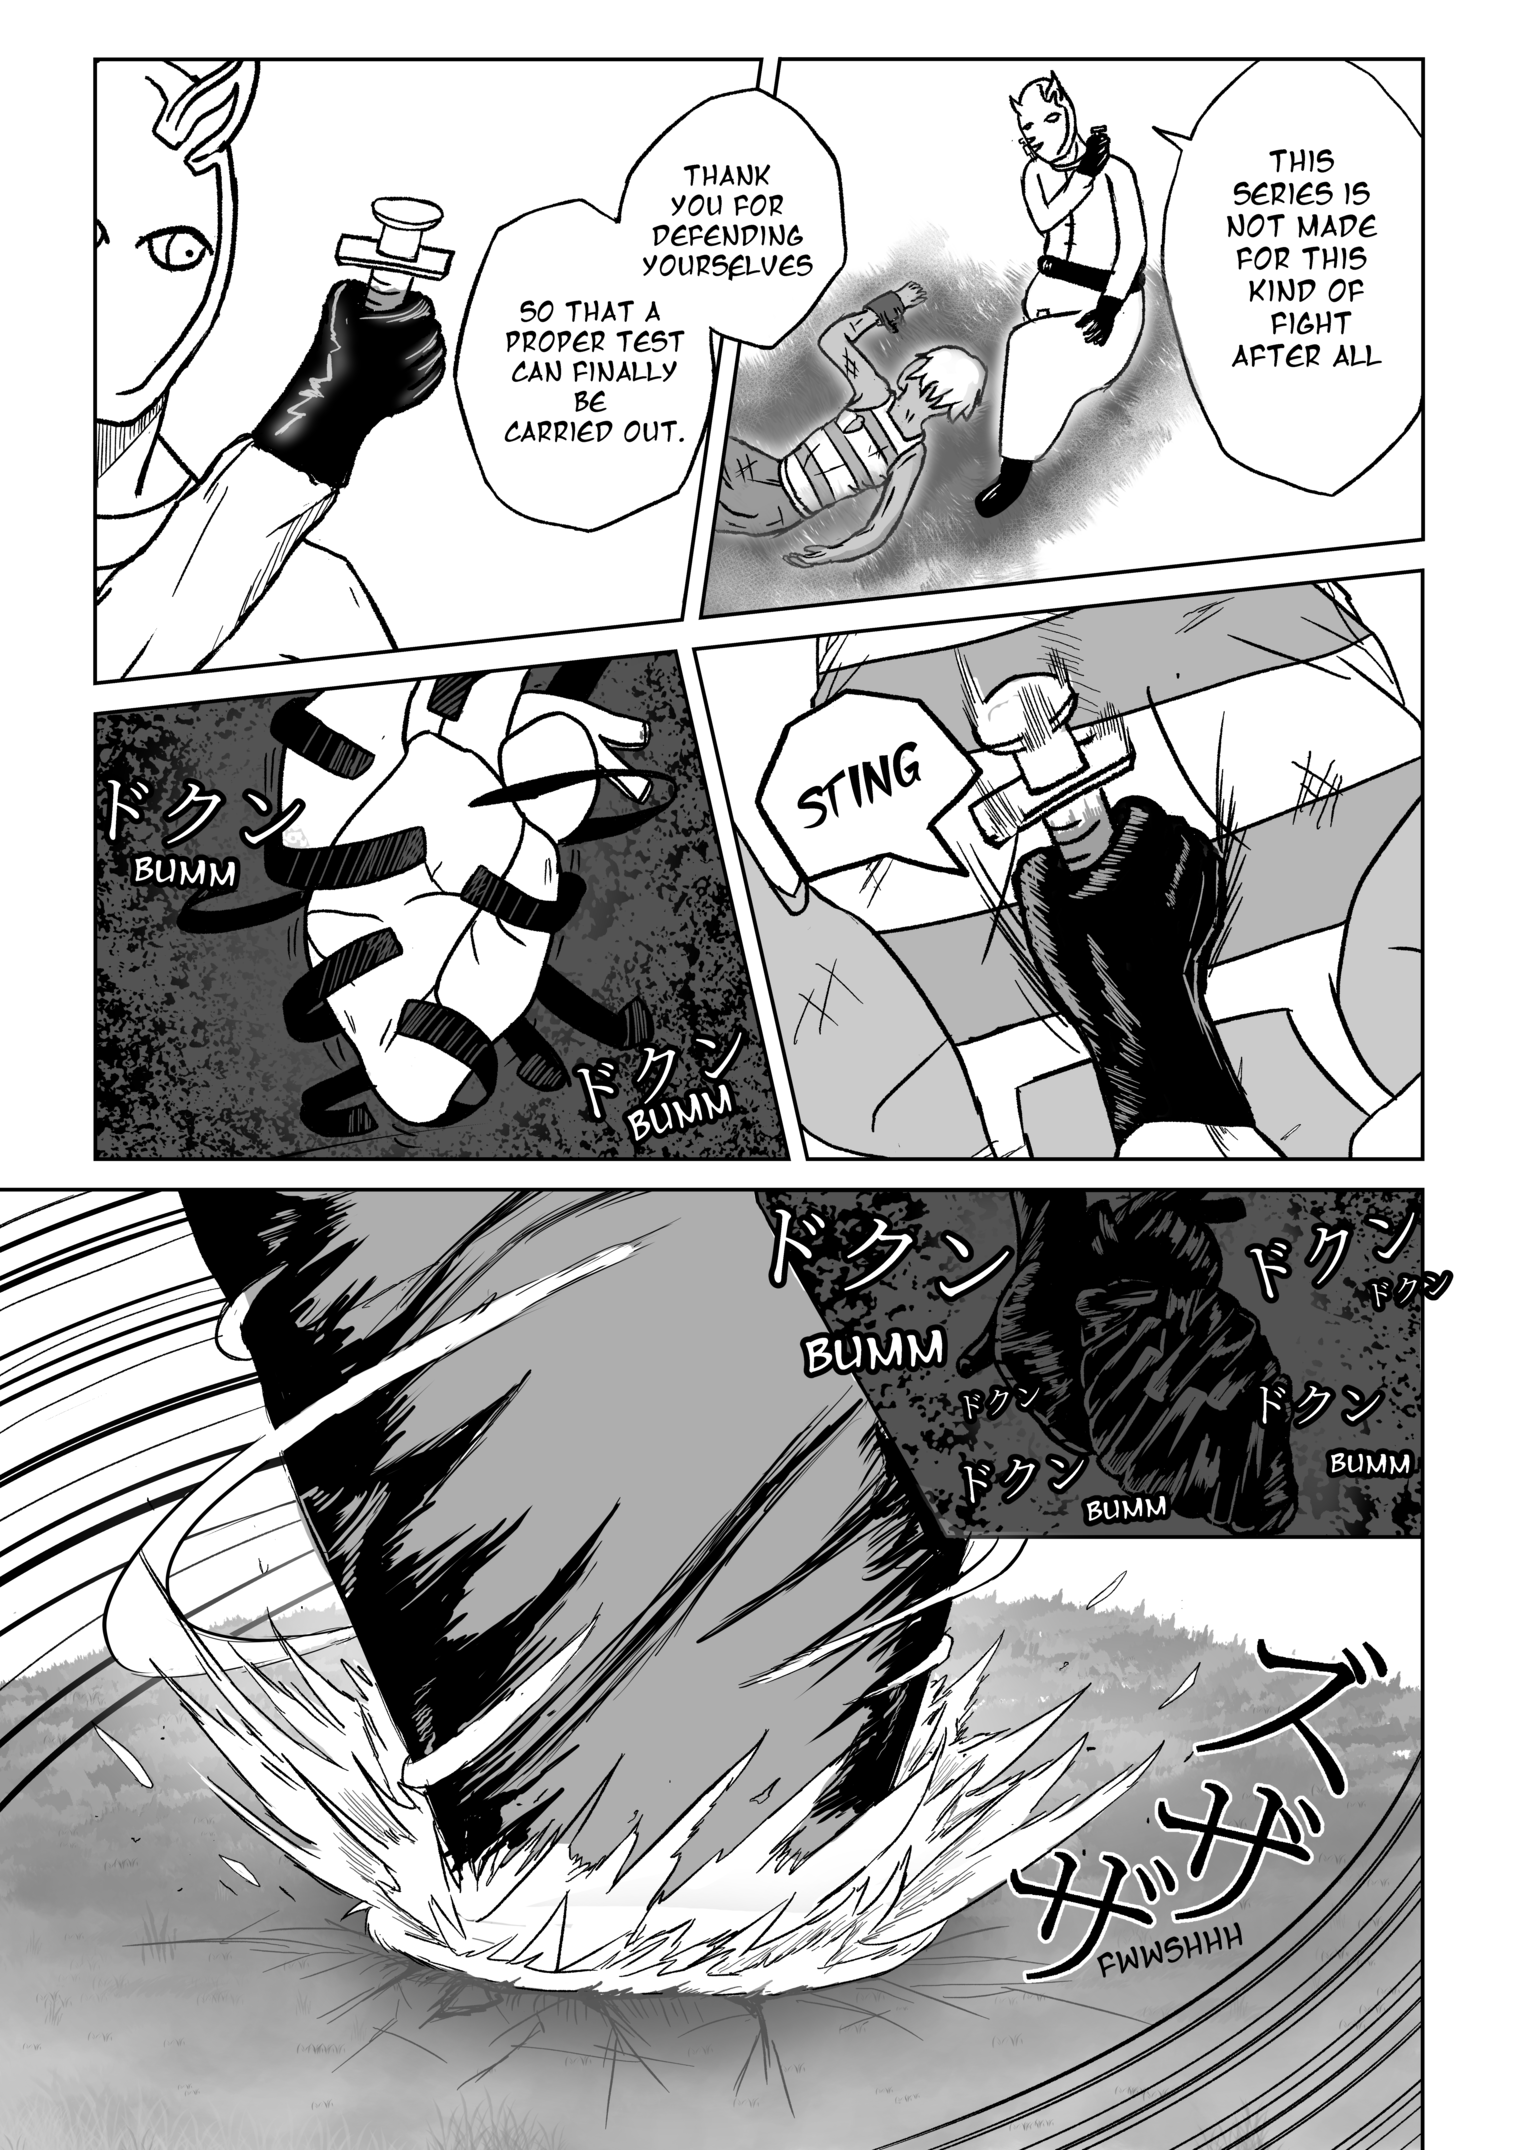 THIS
SERIES IS
NOT MADE
FOR THIS
KIND OF
FIGHT
AFTER ALL
THANK
YOU FOR
DEFENDING
YOURSELVES
SO THAT A
PROPER TEST
CAN FINALLY
BE
CARRIED OUT.
STING
ドクン
BUMM
ドクン
BUMM
ドクン
ドクン
ドクン
BUMM
ドクン
ドクン
BUMM
ドクン
BUMM
ズザザ
FWWSHHH